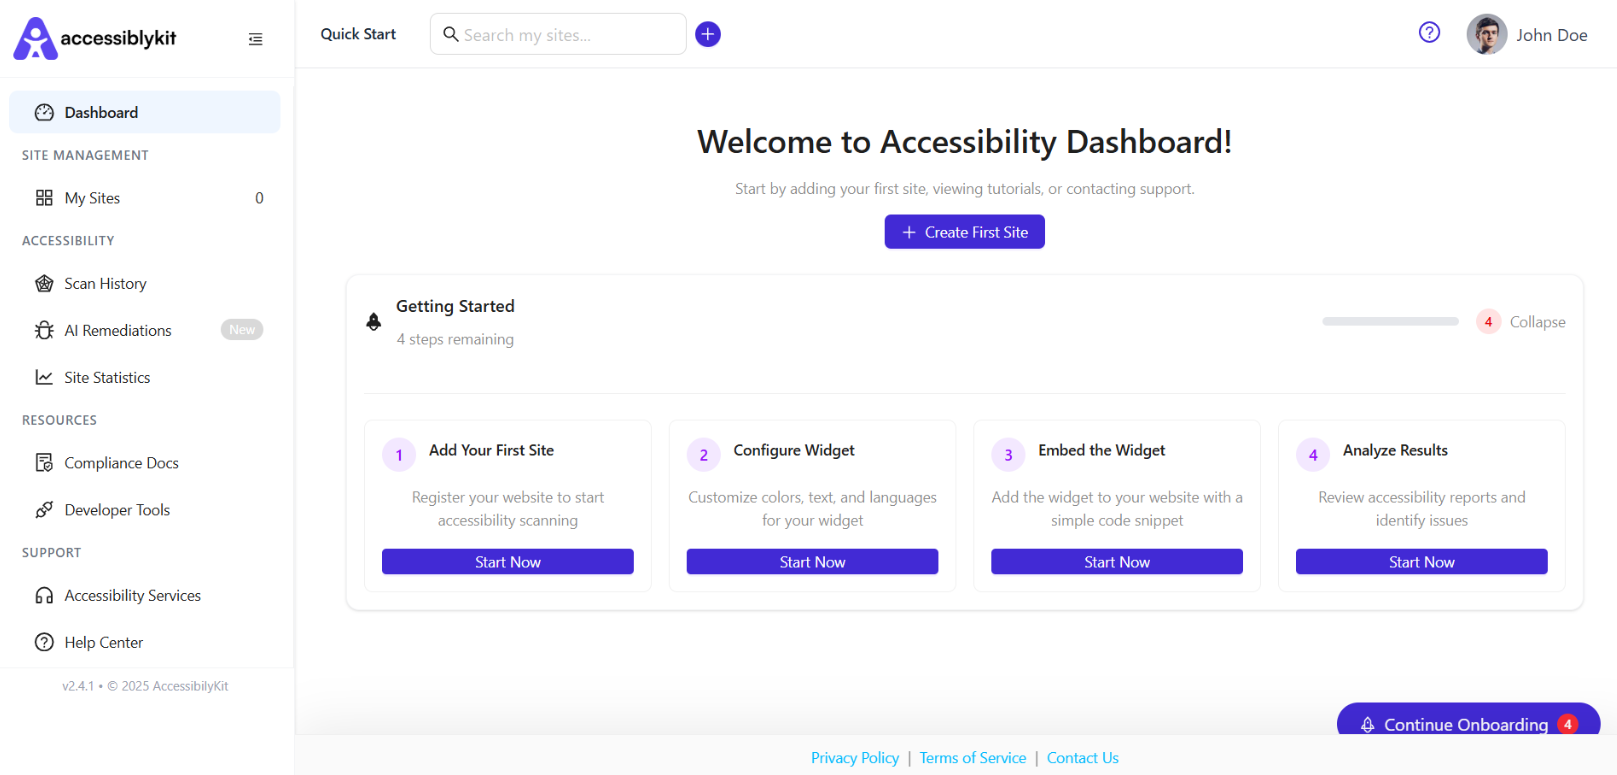 accessiblykit
Quick Start
Search my sites...
John Doe
Dashboard
SITE MANAGEMENT
My Sites 0
ACCESSIBILITY
Scan History
AI Remediations New
Site Statistics
RESOURCES
Compliance Docs
Developer Tools
SUPPORT
Accessibility Services
Help Center
v2.4.1 • © 2025 AccessibilyKit
Welcome to Accessibility Dashboard!
Start by adding your first site, viewing tutorials, or contacting support.
+ Create First Site
Getting Started
4 steps remaining
4 Collapse
1 Add Your First Site
Register your website to start
accessibility scanning
Start Now
2 Configure Widget
Customize colors, text, and languages
for your widget
Start Now
3 Embed the Widget
Add the widget to your website with a
simple code snippet
Start Now
4 Analyze Results
Review accessibility reports and
identify issues
Start Now
Continue Onboarding 4
Privacy Policy | Terms of Service | Contact Us